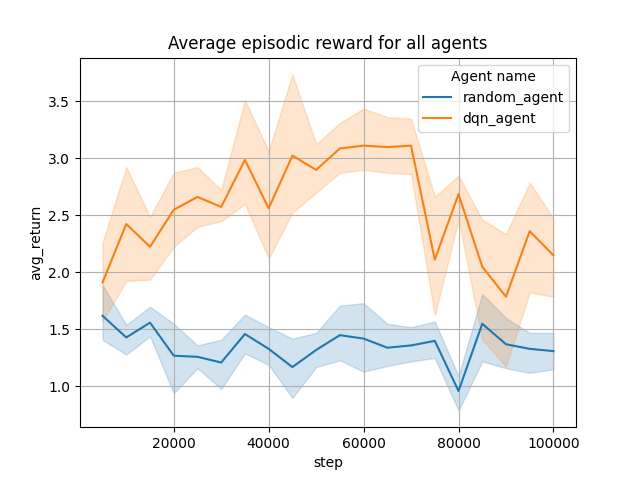 Average episodic reward for all agents
Agent name
random_agent
dqn_agent
avg_return
3.5
3.0
2.5
2.0
1.5
1.0
20000 40000 60000 80000 100000
step